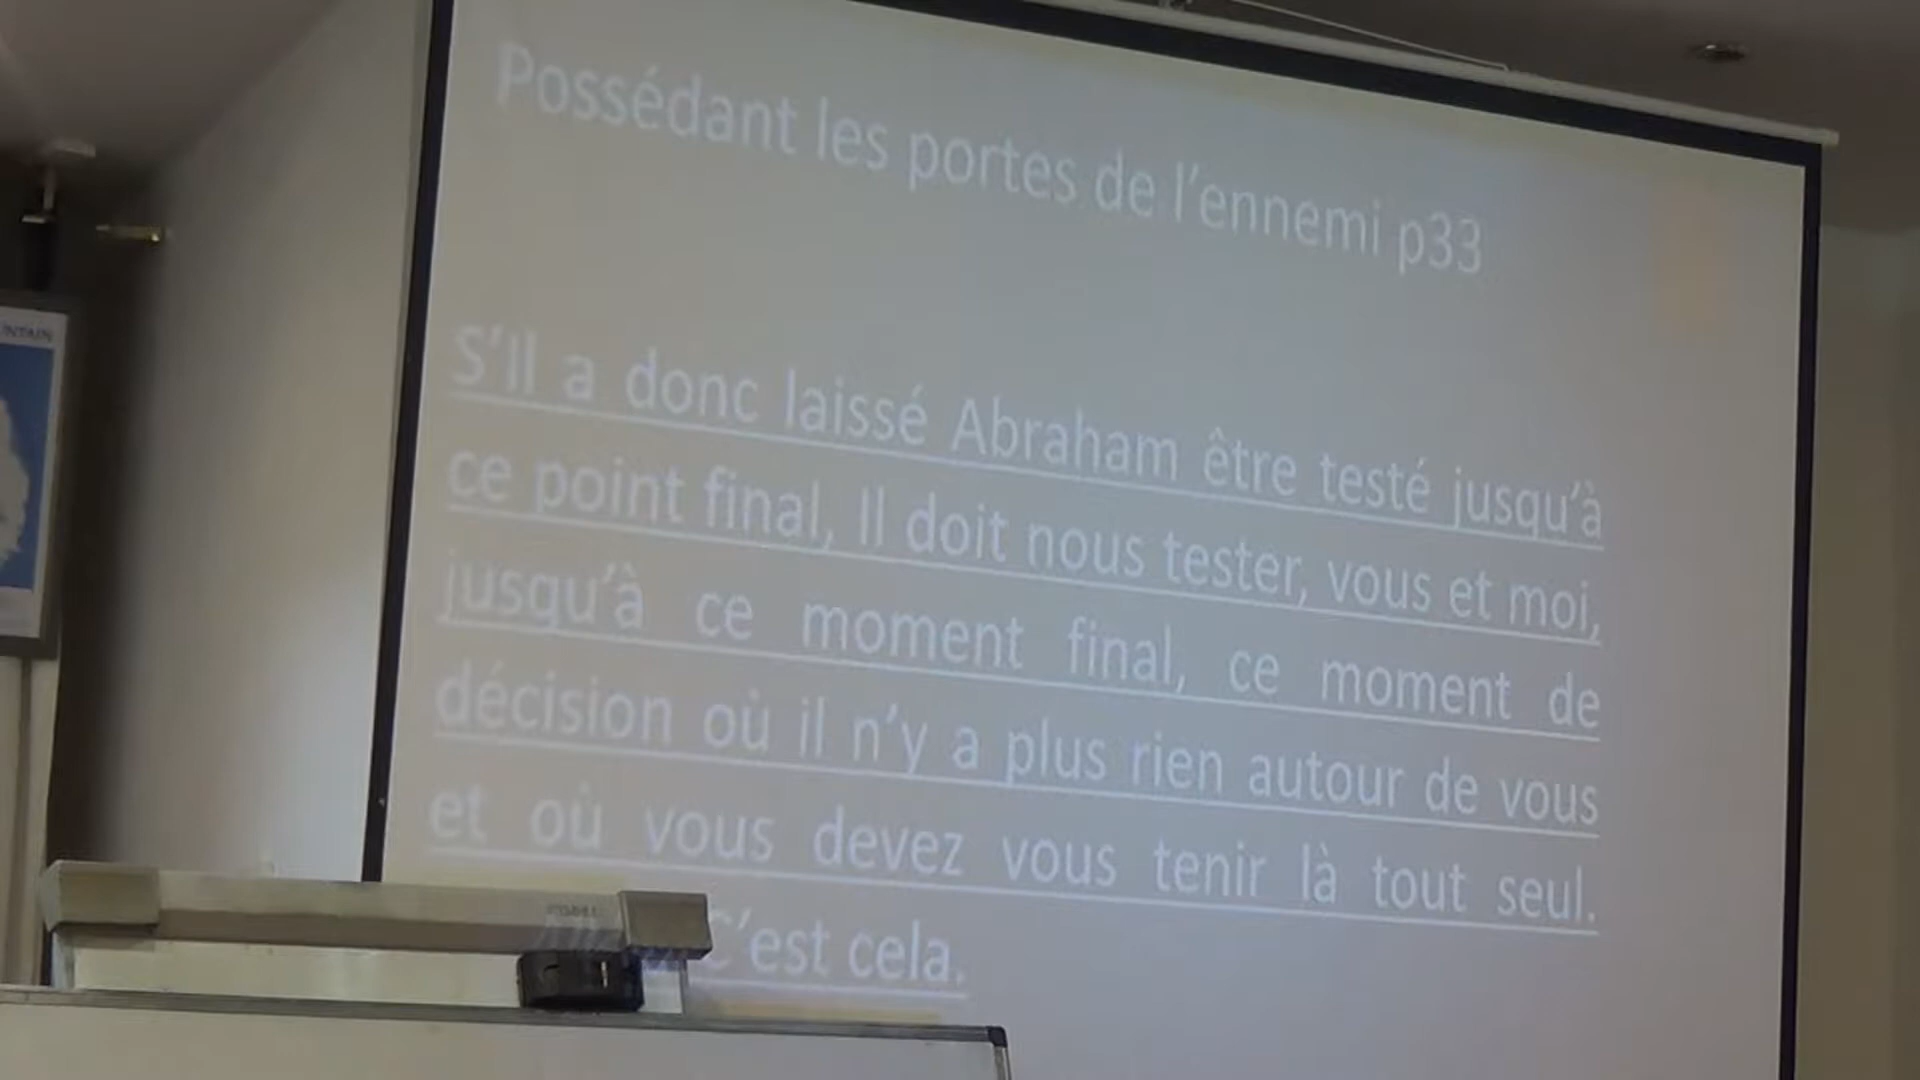 Possédant les portes de l'ennemi p33
S'Il a donc laissé Abraham être testé jusqu'à
ce point final, Il doit nous tester, vous et moi,
jusqu'à ce moment final, ce moment de
décision où il n'y a plus rien autour de vous
et où vous devez vous tenir là tout seul.
C'est cela.
NTAIN